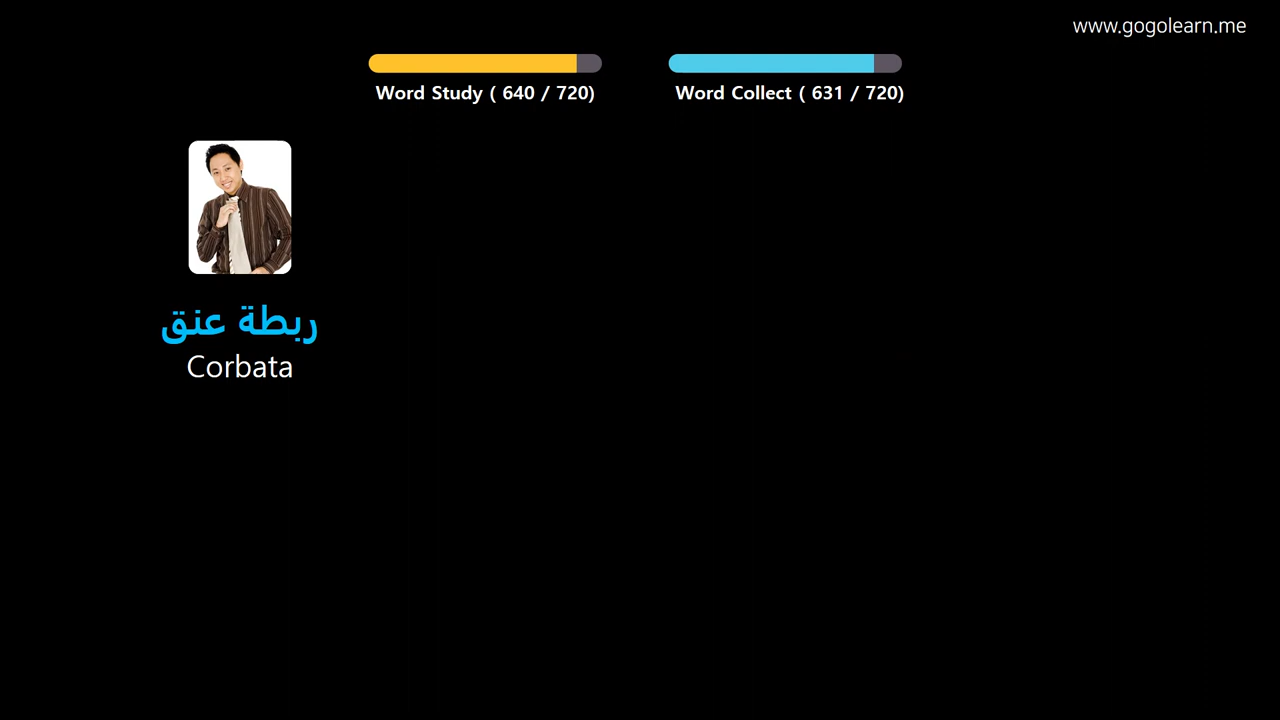 www.gogolearn.me
Word Study ( 640 / 720)
Word Collect ( 631 / 720)
ربطة عنق
Corbata